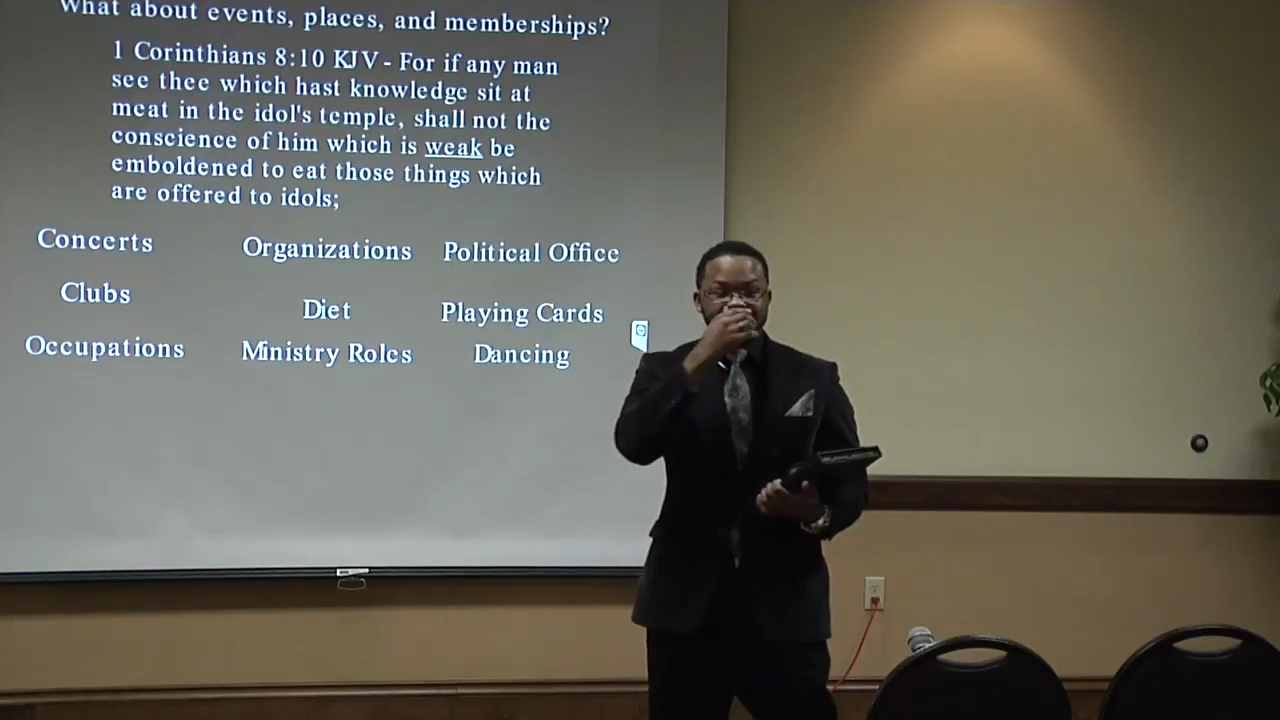 What about events, places, and memberships?
1 Corinthians 8:10 KJV - For if any man
see thee which hast knowledge sit at
meat in the idol's temple, shall not the
conscience of him which is weak be
emboldened to eat those things which
are offered to idols;
Concerts Organizations Political Office
Clubs Diet Playing Cards
Occupations Ministry Roles Dancing